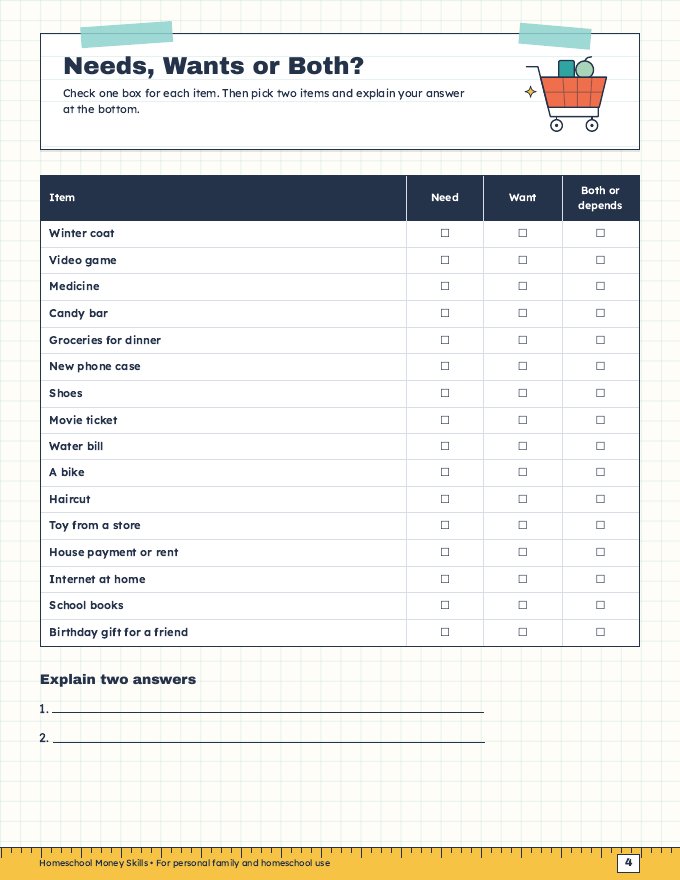 Needs, Wants or Both?
Check one box for each item. Then pick two items and explain your answer
at the bottom.
Item Need Want Both or depends
Winter coat ☐ ☐ ☐
Video game ☐ ☐ ☐
Medicine ☐ ☐ ☐
Candy bar ☐ ☐ ☐
Groceries for dinner ☐ ☐ ☐
New phone case ☐ ☐ ☐
Shoes ☐ ☐ ☐
Movie ticket ☐ ☐ ☐
Water bill ☐ ☐ ☐
A bike ☐ ☐ ☐
Haircut ☐ ☐ ☐
Toy from a store ☐ ☐ ☐
House payment or rent ☐ ☐ ☐
Internet at home ☐ ☐ ☐
School books ☐ ☐ ☐
Birthday gift for a friend ☐ ☐ ☐
Explain two answers
1.
2.
Homeschool Money Skills • For personal family and homeschool use 4